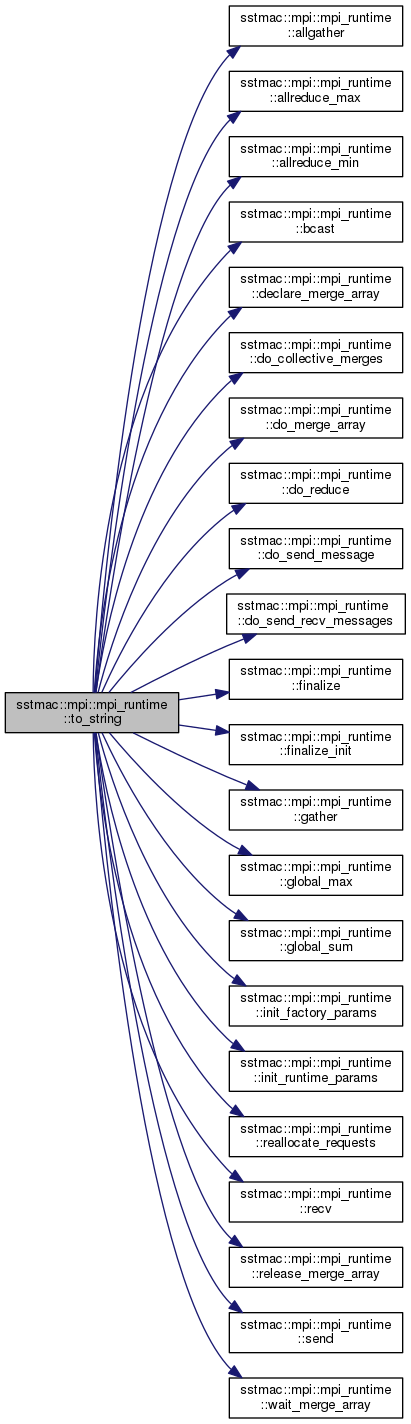 sstmac::mpi::mpi_runtime
::allgather
sstmac::mpi::mpi_runtime
::allreduce_max
sstmac::mpi::mpi_runtime
::allreduce_min
sstmac::mpi::mpi_runtime
::bcast
sstmac::mpi::mpi_runtime
::declare_merge_array
sstmac::mpi::mpi_runtime
::do_collective_merges
sstmac::mpi::mpi_runtime
::do_merge_array
sstmac::mpi::mpi_runtime
::do_reduce
sstmac::mpi::mpi_runtime
::do_send_message
sstmac::mpi::mpi_runtime
::do_send_recv_messages
sstmac::mpi::mpi_runtime
::finalize
sstmac::mpi::mpi_runtime
::to_string
sstmac::mpi::mpi_runtime
::finalize_init
sstmac::mpi::mpi_runtime
::gather
sstmac::mpi::mpi_runtime
::global_max
sstmac::mpi::mpi_runtime
::global_sum
sstmac::mpi::mpi_runtime
::init_factory_params
sstmac::mpi::mpi_runtime
::init_runtime_params
sstmac::mpi::mpi_runtime
::reallocate_requests
sstmac::mpi::mpi_runtime
::recv
sstmac::mpi::mpi_runtime
::release_merge_array
sstmac::mpi::mpi_runtime
::send
sstmac::mpi::mpi_runtime
::wait_merge_array